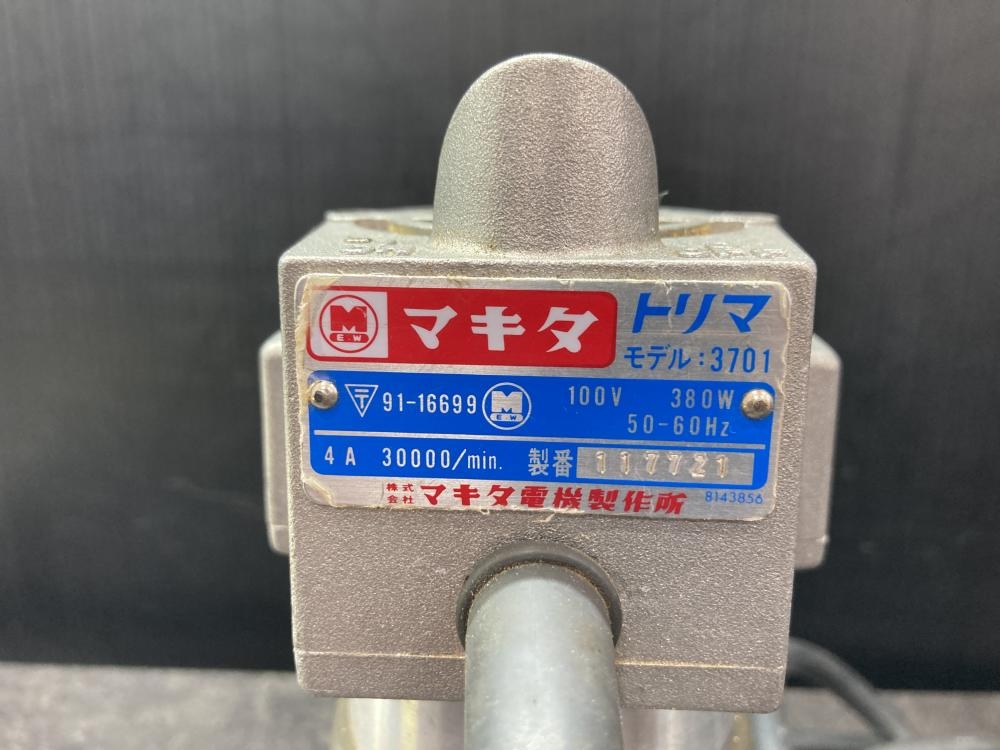 M
E.W
マキタ
トリマ
モデル:3701
〒 91-16699
M
E.W
100V 380W
50-60Hz
4A 30000/min. 製番 117721
株式会社 マキタ電機製作所 8143856